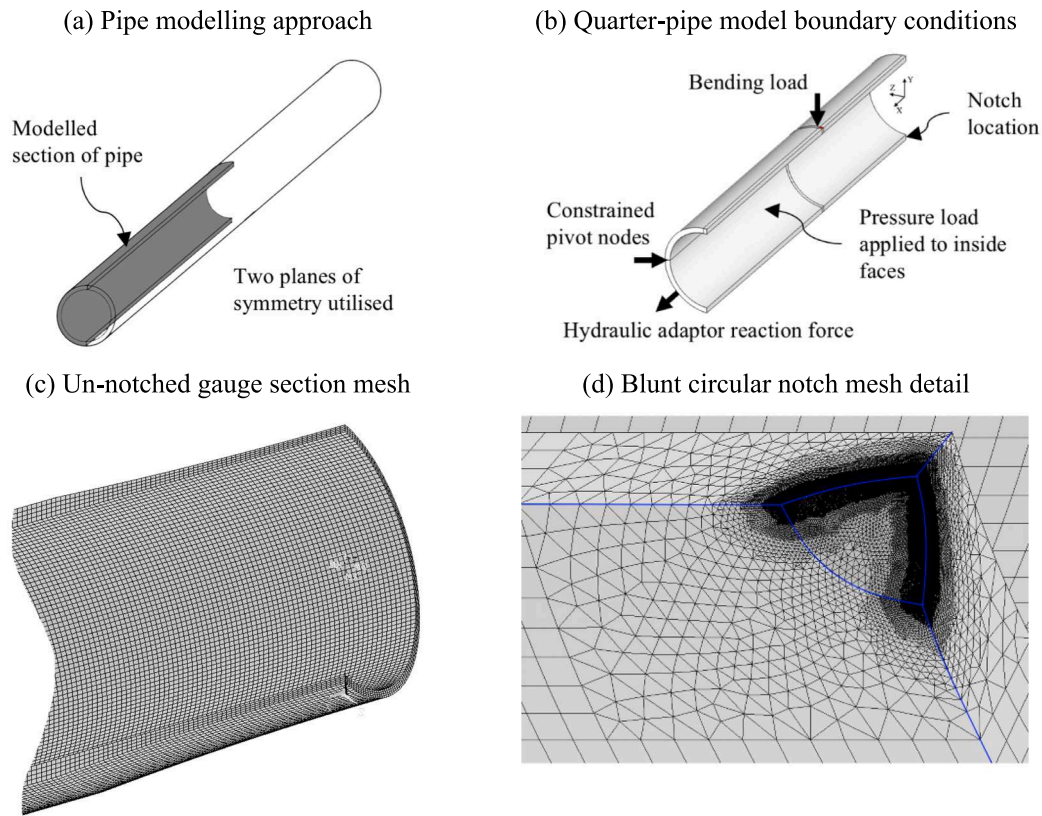 (a) Pipe modelling approach
Modelled
section of pipe
Two planes of
symmetry utilised
(b) Quarter-pipe model boundary conditions
Bending load
Y
Z
X
Notch
location
Constrained
pivot nodes
Pressure load
applied to inside
faces
Hydraulic adaptor reaction force
(c) Un-notched gauge section mesh
(d) Blunt circular notch mesh detail